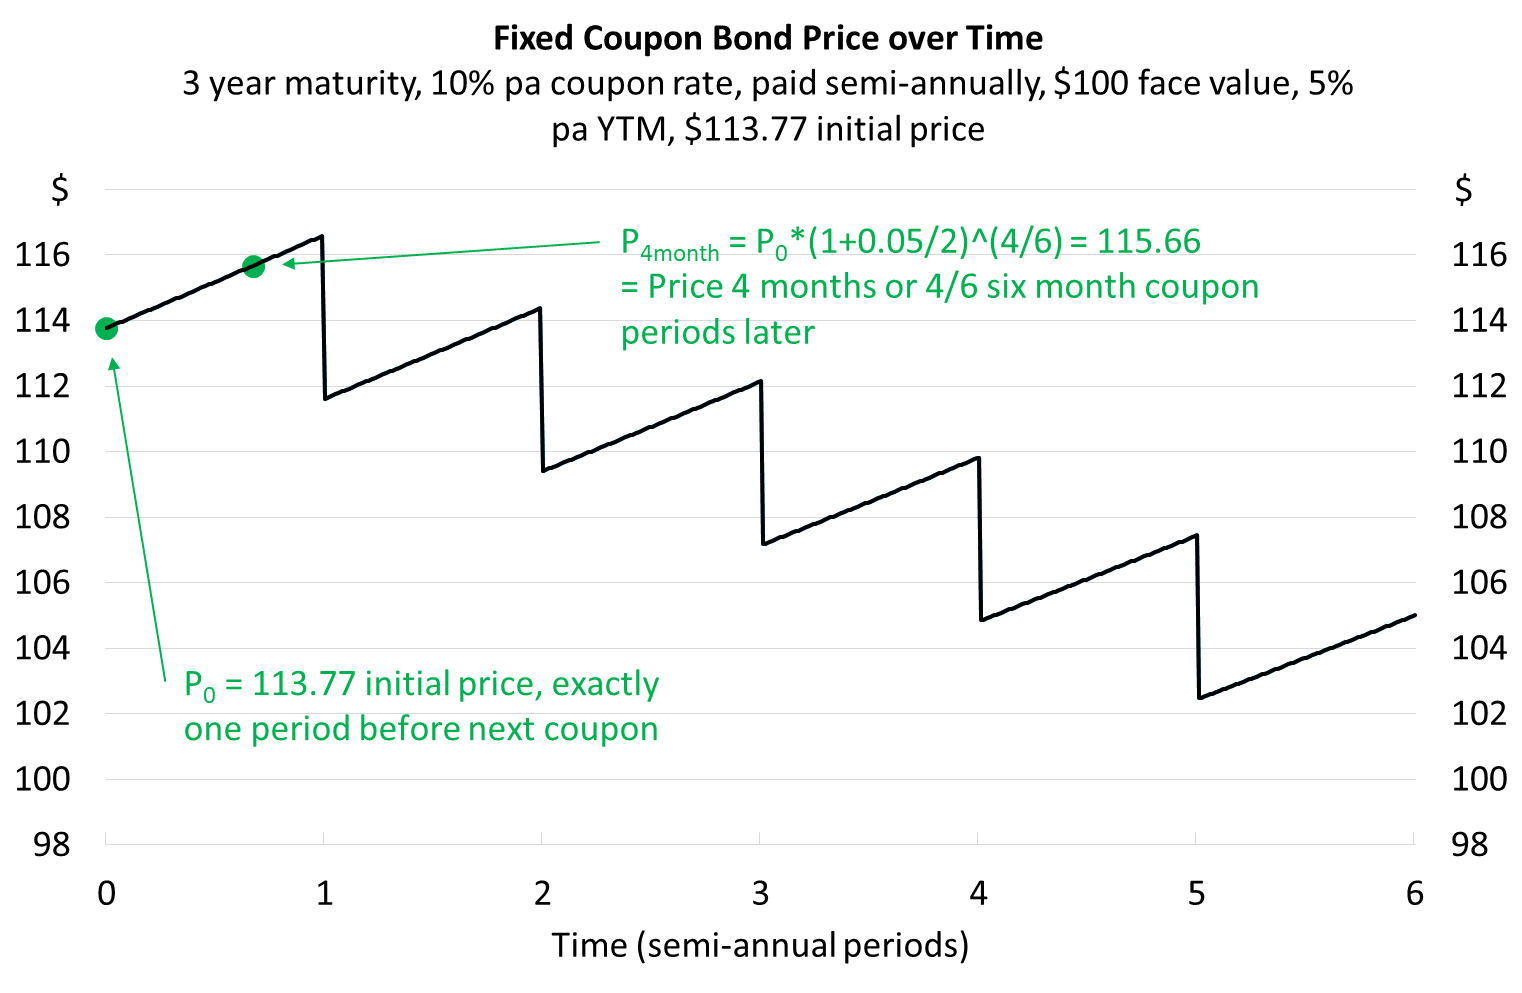 Fixed Coupon Bond Price over Time
3 year maturity, 10% pa coupon rate, paid semi-annually, $100 face value, 5%
pa YTM, $113.77 initial price
$
$
116
114
112
110
108
106
104
102
100
98
116
114
112
110
108
106
104
102
100
98
P4month = P0*(1+0.05/2)^(4/6) = 115.66
= Price 4 months or 4/6 six month coupon
periods later
P0 = 113.77 initial price, exactly
one period before next coupon
0 1 2 3 4 5 6
Time (semi-annual periods)